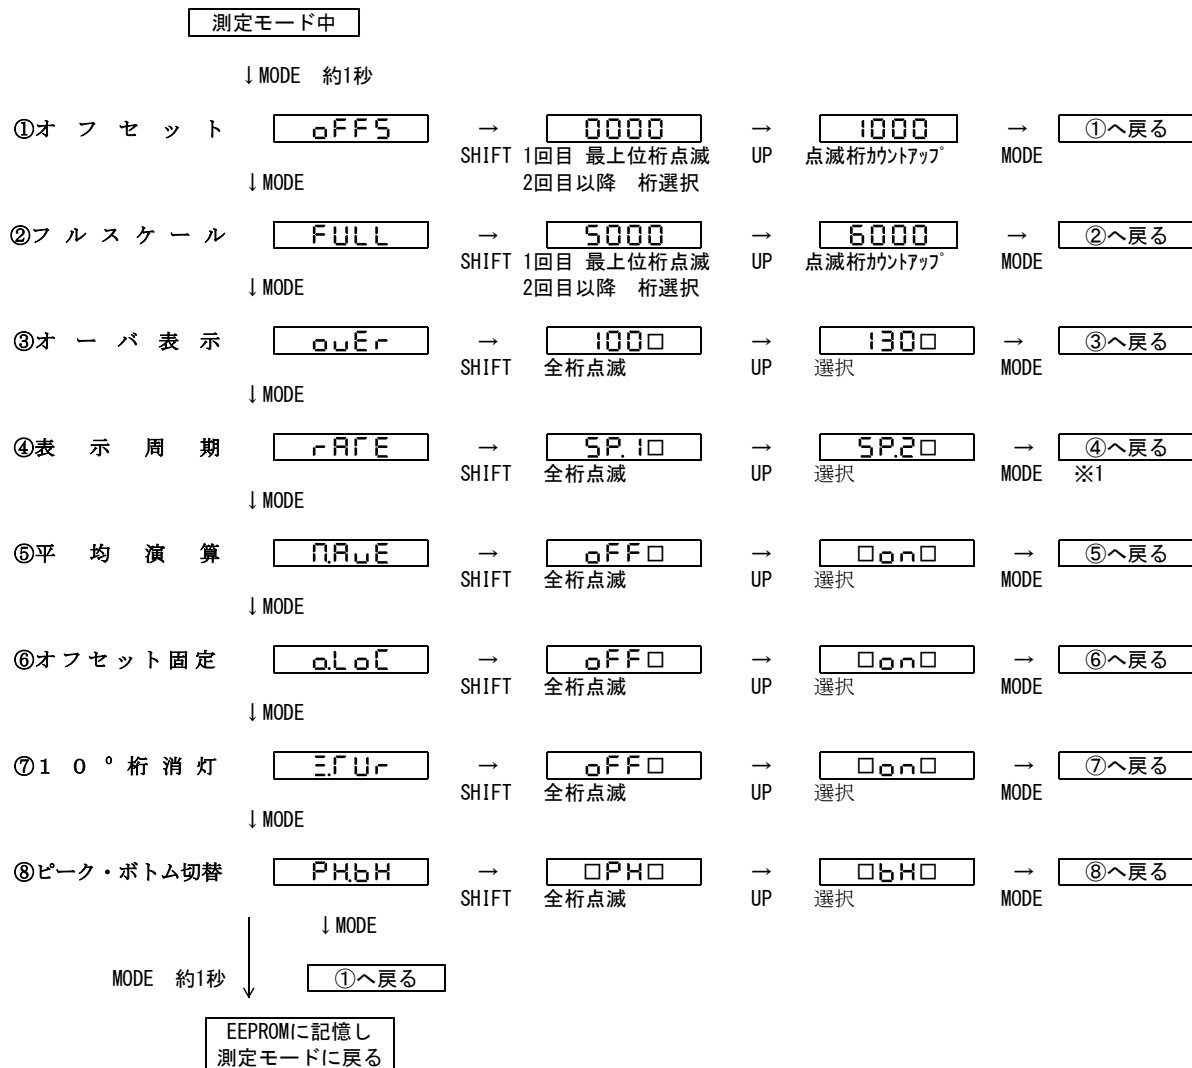 測定モード中
↓MODE 約1秒
①オフセット oFFS → 0000 → 1000 → ①へ戻る
SHIFT 1回目 最上位桁点滅 UP 点滅桁ｶｳﾝﾄｱｯﾌﾟ MODE
↓MODE 2回目以降 桁選択
②フルスケール FULL → 5000 → 6000 → ②へ戻る
SHIFT 1回目 最上位桁点滅 UP 点滅桁ｶｳﾝﾄｱｯﾌﾟ MODE
↓MODE 2回目以降 桁選択
③オーバ表示 ovEr → 100□ → 130□ → ③へ戻る
SHIFT 全桁点滅 UP 選択 MODE
↓MODE
④表示周期 rATE → SP.1□ → SP.2□ → ④へ戻る
SHIFT 全桁点滅 UP 選択 MODE ※1
↓MODE
⑤平均演算 M.AvE → oFF□ → □on□ → ⑤へ戻る
SHIFT 全桁点滅 UP 選択 MODE
↓MODE
⑥オフセット固定 o.LoC → oFF□ → □on□ → ⑥へ戻る
SHIFT 全桁点滅 UP 選択 MODE
↓MODE
⑦10⁰桁消灯 Ξ.TUr → oFF□ → □on□ → ⑦へ戻る
SHIFT 全桁点滅 UP 選択 MODE
↓MODE
⑧ピーク・ボトム切替 PH.bH → □PH□ → □bH□ → ⑧へ戻る
SHIFT 全桁点滅 UP 選択 MODE
↓MODE
MODE 約1秒 ①へ戻る
EEPROMに記憶し
測定モードに戻る